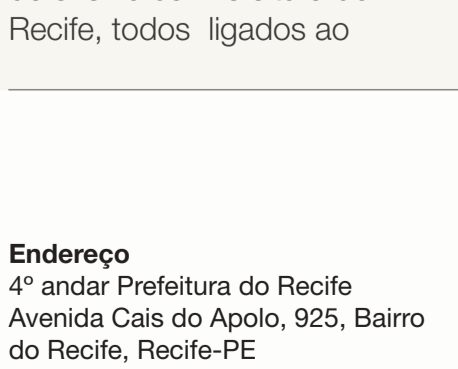 Recife, todos ligados ao
Endereço
4º andar Prefeitura do Recife
Avenida Cais do Apolo, 925, Bairro
do Recife, Recife-PE